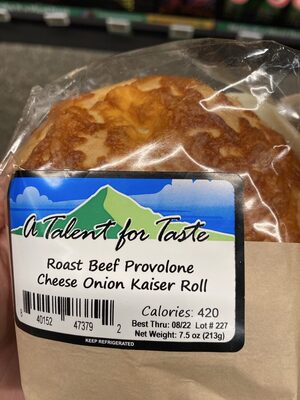 A Talent for Taste
Roast Beef Provolone
Cheese Onion Kaiser Roll
Calories: 420
Best Thru: 08/22 Lot # 227
Net Weight: 7.5 oz (213g)
8 40152 47379 2
KEEP REFRIGERATED